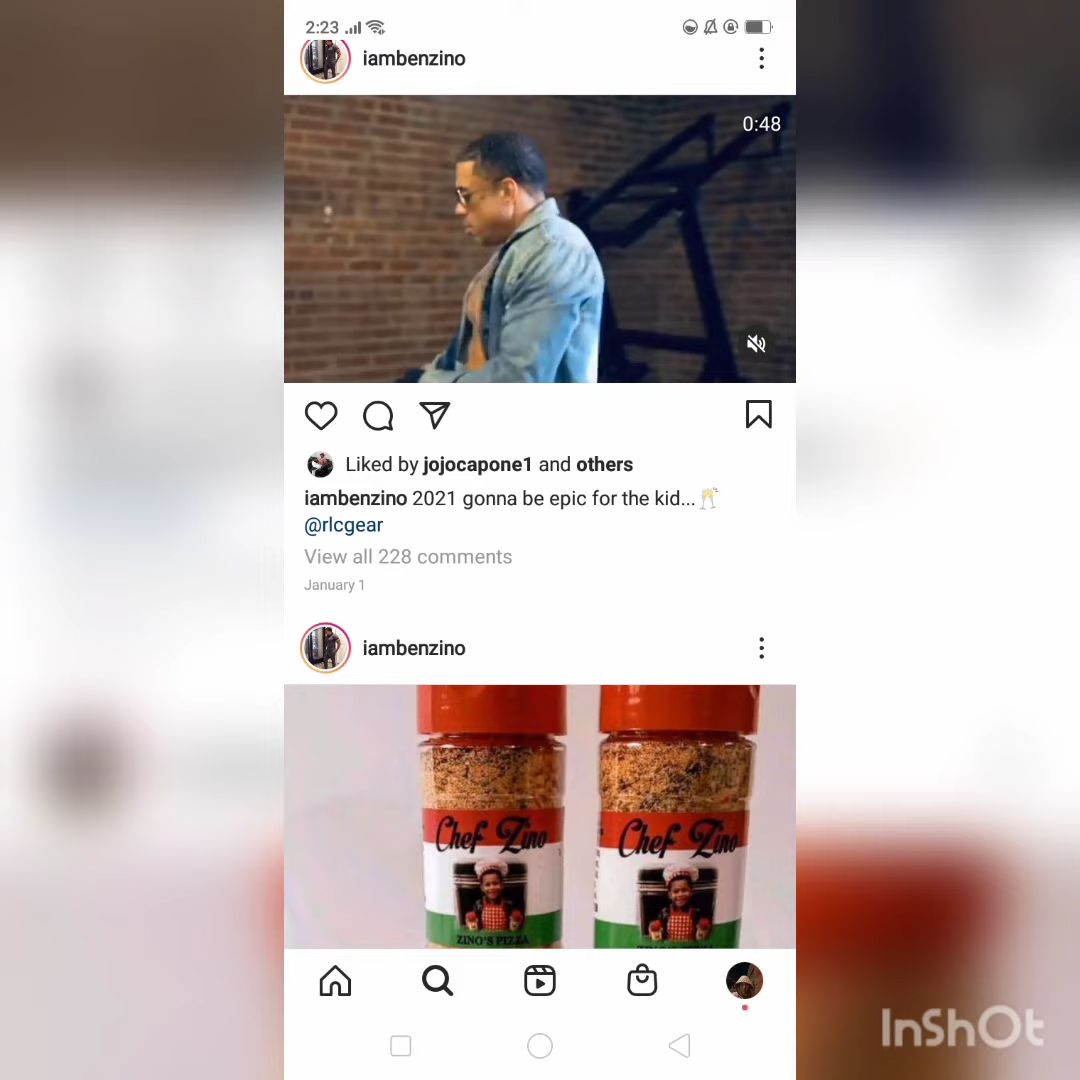 2:23
iambenzino
0:48
Liked by jojocapone1 and others
iambenzino 2021 gonna be epic for the kid...🥂
@rlcgear
View all 228 comments
January 1
iambenzino
Chef Zino Chef Zino
ZINO'S PIZZA
InShOt